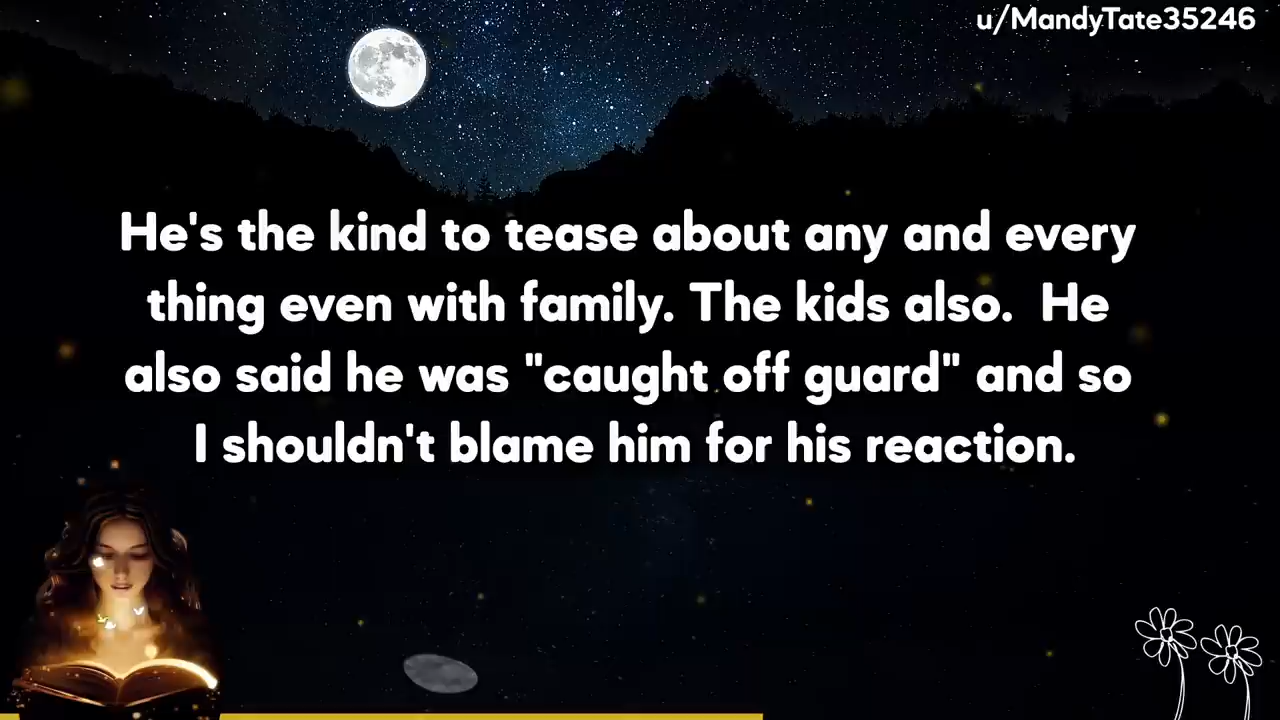 u/MandyTate35246
He's the kind to tease about any and every
thing even with family. The kids also.  He
also said he was "caught off guard" and so
I shouldn't blame him for his reaction.